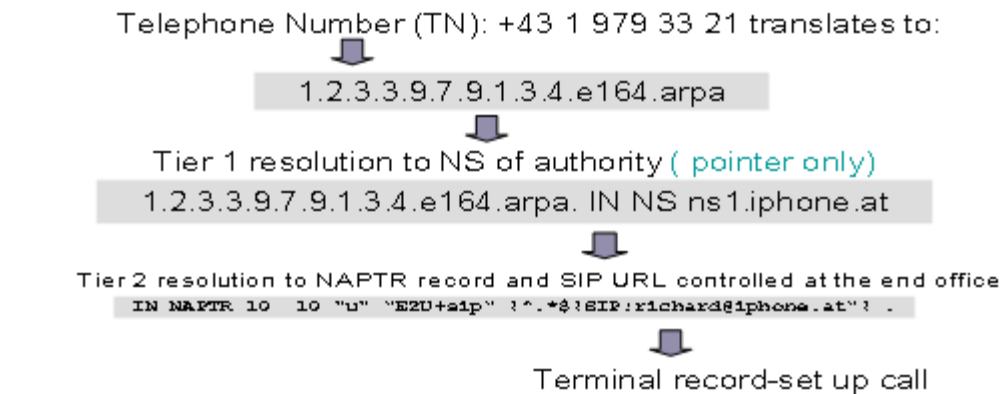 Telephone Number (TN): +43 1 979 33 21 translates to:
1.2.3.3.9.7.9.1.3.4.e164.arpa
Tier 1 resolution to NS of authority ( pointer only)
1.2.3.3.9.7.9.1.3.4.e164.arpa. IN NS ns1.iphone.at
Tier 2 resolution to NAPTR record and SIP URL controlled at the end office
IN NAPTR 10 10 "u" "E2U+sip" !^.*$!SIP:richard@iphone.at"! .
Terminal record-set up call